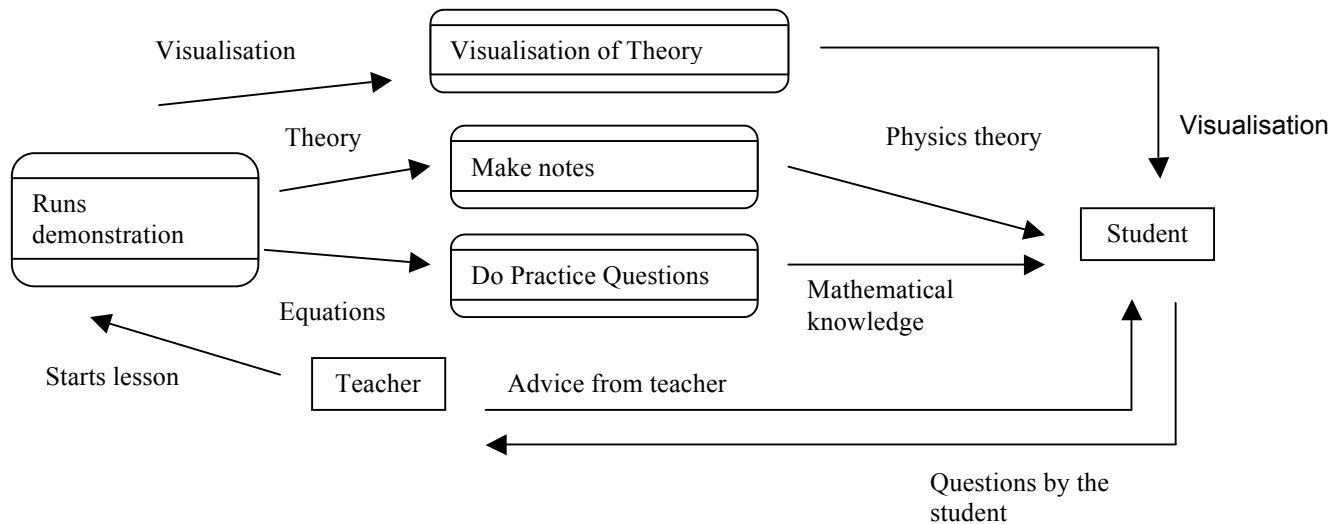 Visualisation
Visualisation of Theory
Theory
Make notes
Physics theory
Visualisation
Runs
demonstration
Student
Do Practice Questions
Equations
Mathematical
knowledge
Starts lesson
Teacher
Advice from teacher
Questions by the
student